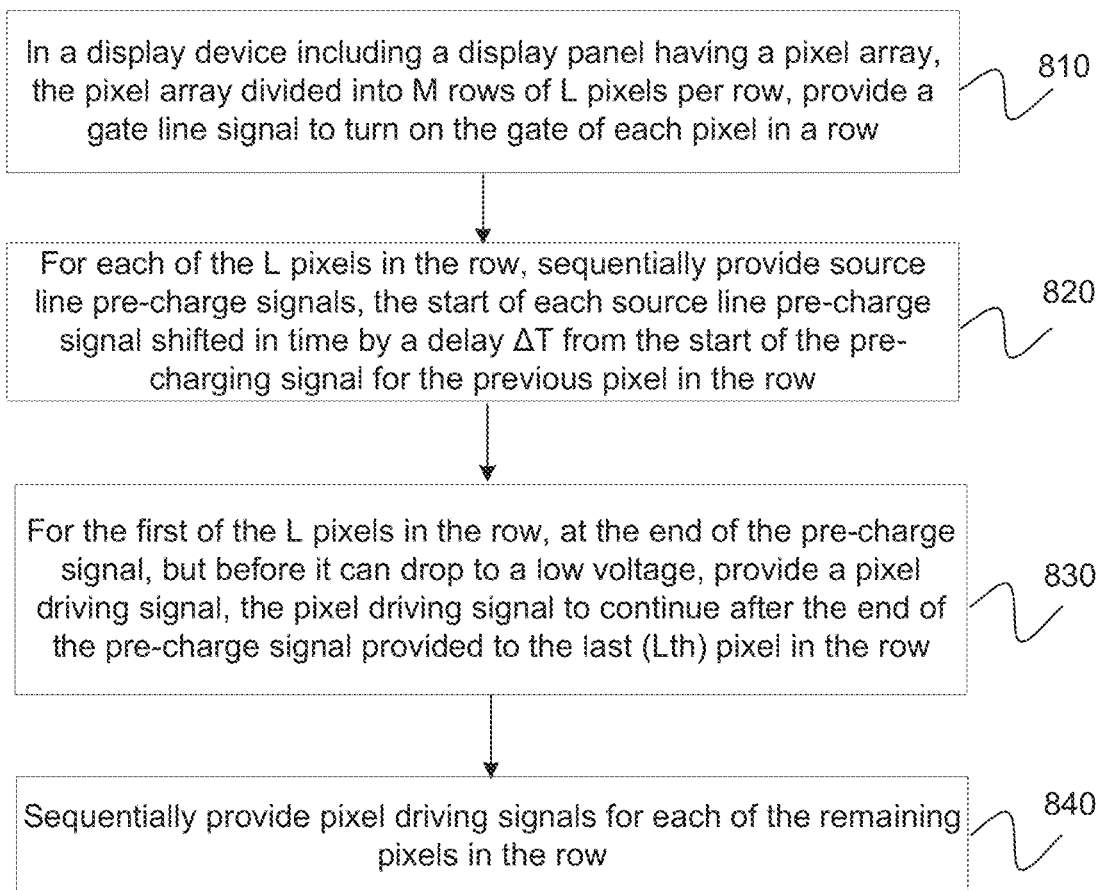 In a display device including a display panel having a pixel array,
the pixel array divided into M rows of L pixels per row, provide a
gate line signal to turn on the gate of each pixel in a row
810
For each of the L pixels in the row, sequentially provide source
line pre-charge signals, the start of each source line pre-charge
signal shifted in time by a delay ΔT from the start of the pre-
charging signal for the previous pixel in the row
820
For the first of the L pixels in the row, at the end of the pre-charge
signal, but before it can drop to a low voltage, provide a pixel
driving signal, the pixel driving signal to continue after the end of
the pre-charge signal provided to the last (Lth) pixel in the row
830
Sequentially provide pixel driving signals for each of the remaining
pixels in the row
840